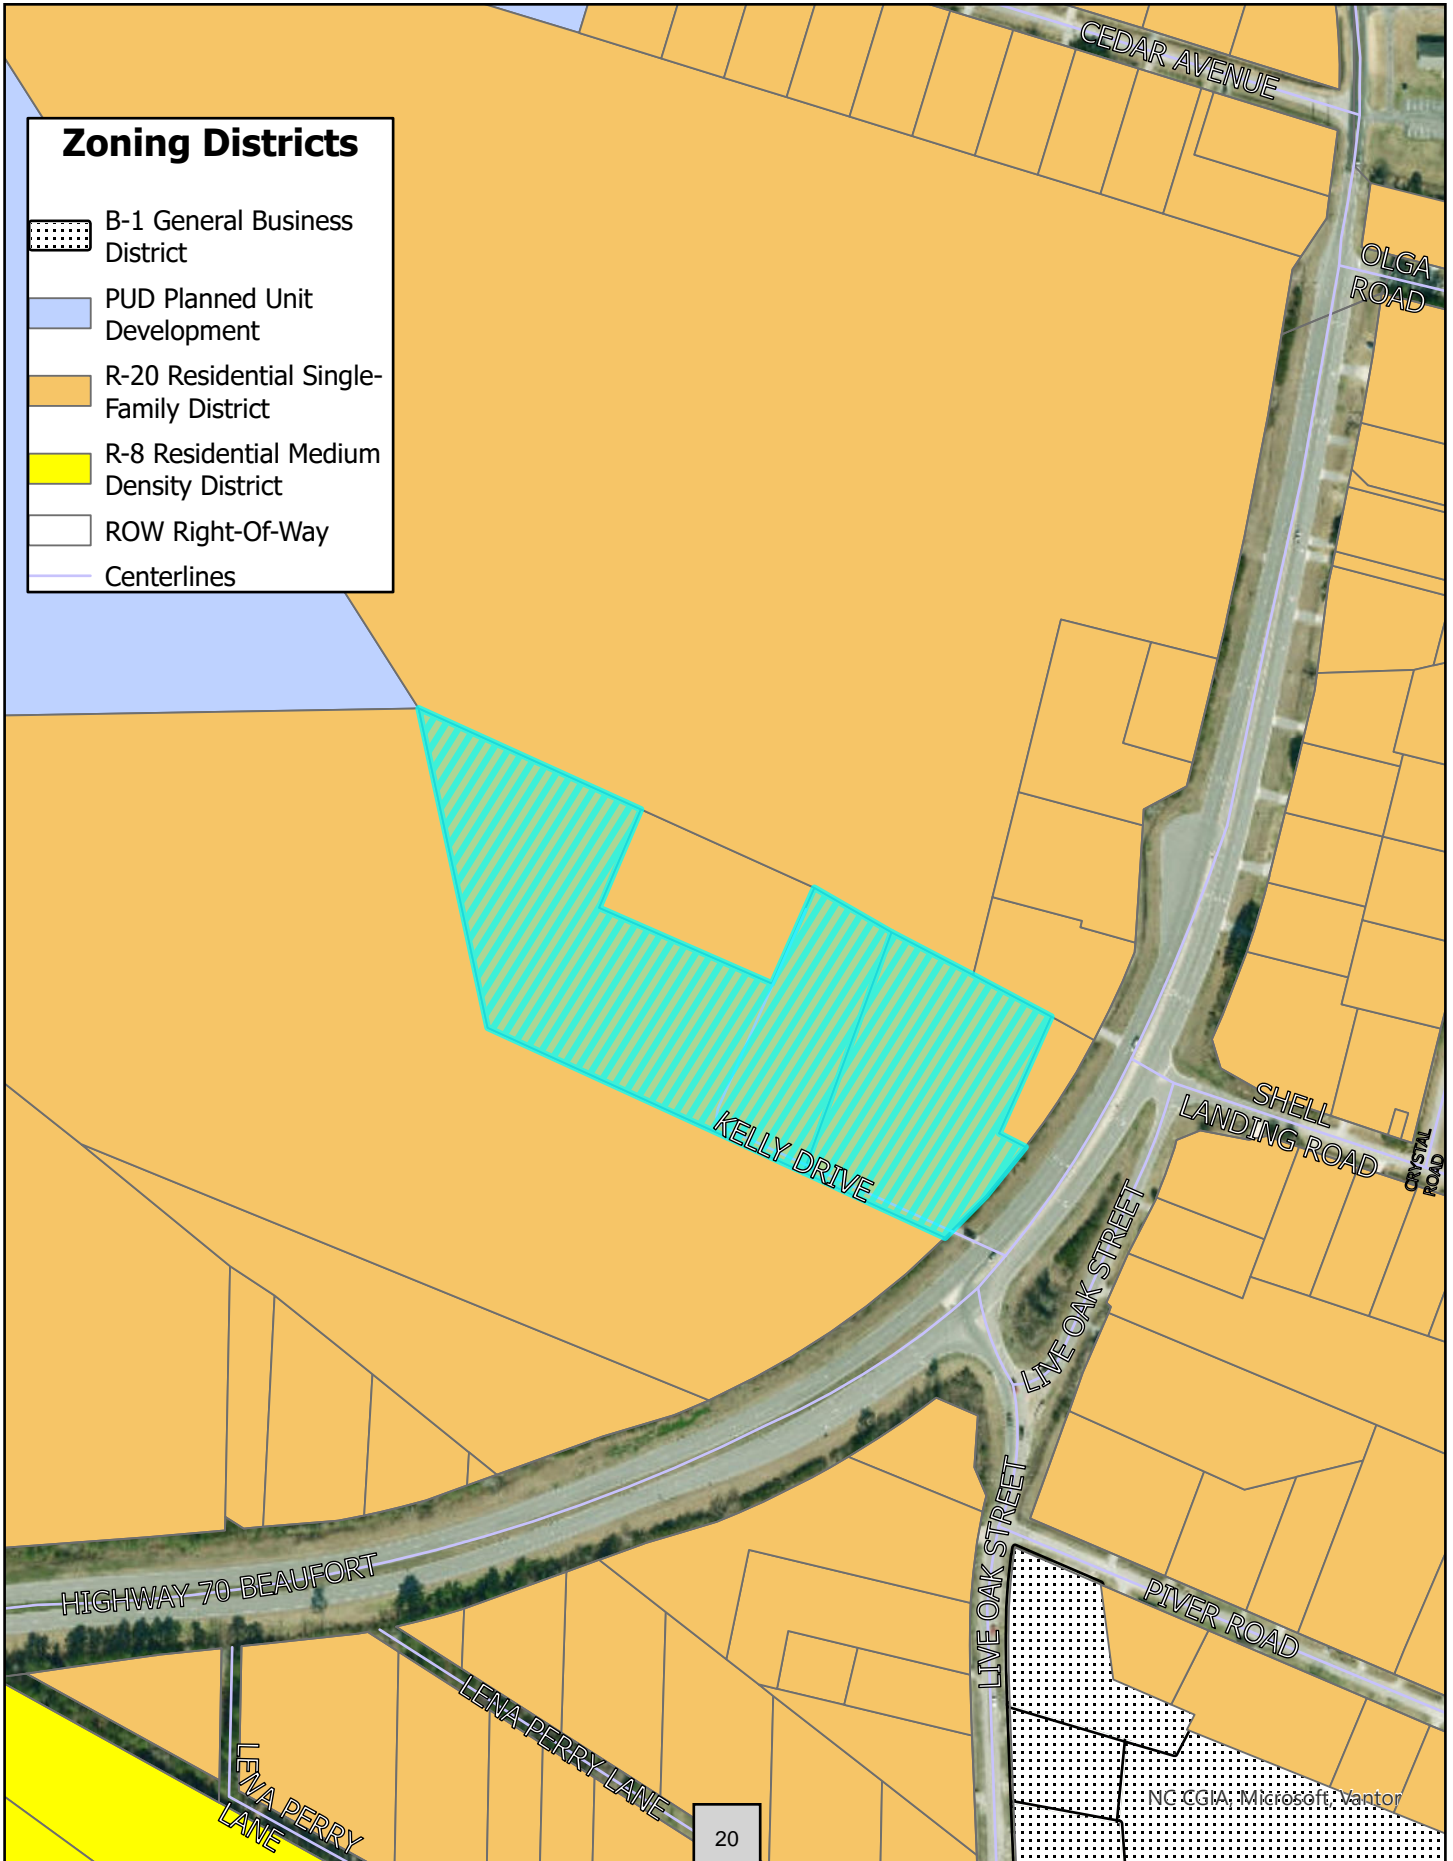 CEDAR AVENUE
Zoning Districts
B-1 General Business
District
PUD Planned Unit
Development
R-20 Residential Single-
Family District
R-8 Residential Medium
Density District
ROW Right-Of-Way
Centerlines
OLGA
ROAD
SHELL
LANDING ROAD
CRYSTAL
ROAD
KELLY DRIVE
LIVE OAK STREET
LIVE OAK STREET
HIGHWAY 70 BEAUFORT
PIVER ROAD
LENA PERRY LANE
LENA PERRY
LANE
NC CGIA, Microsoft, Vantor
20